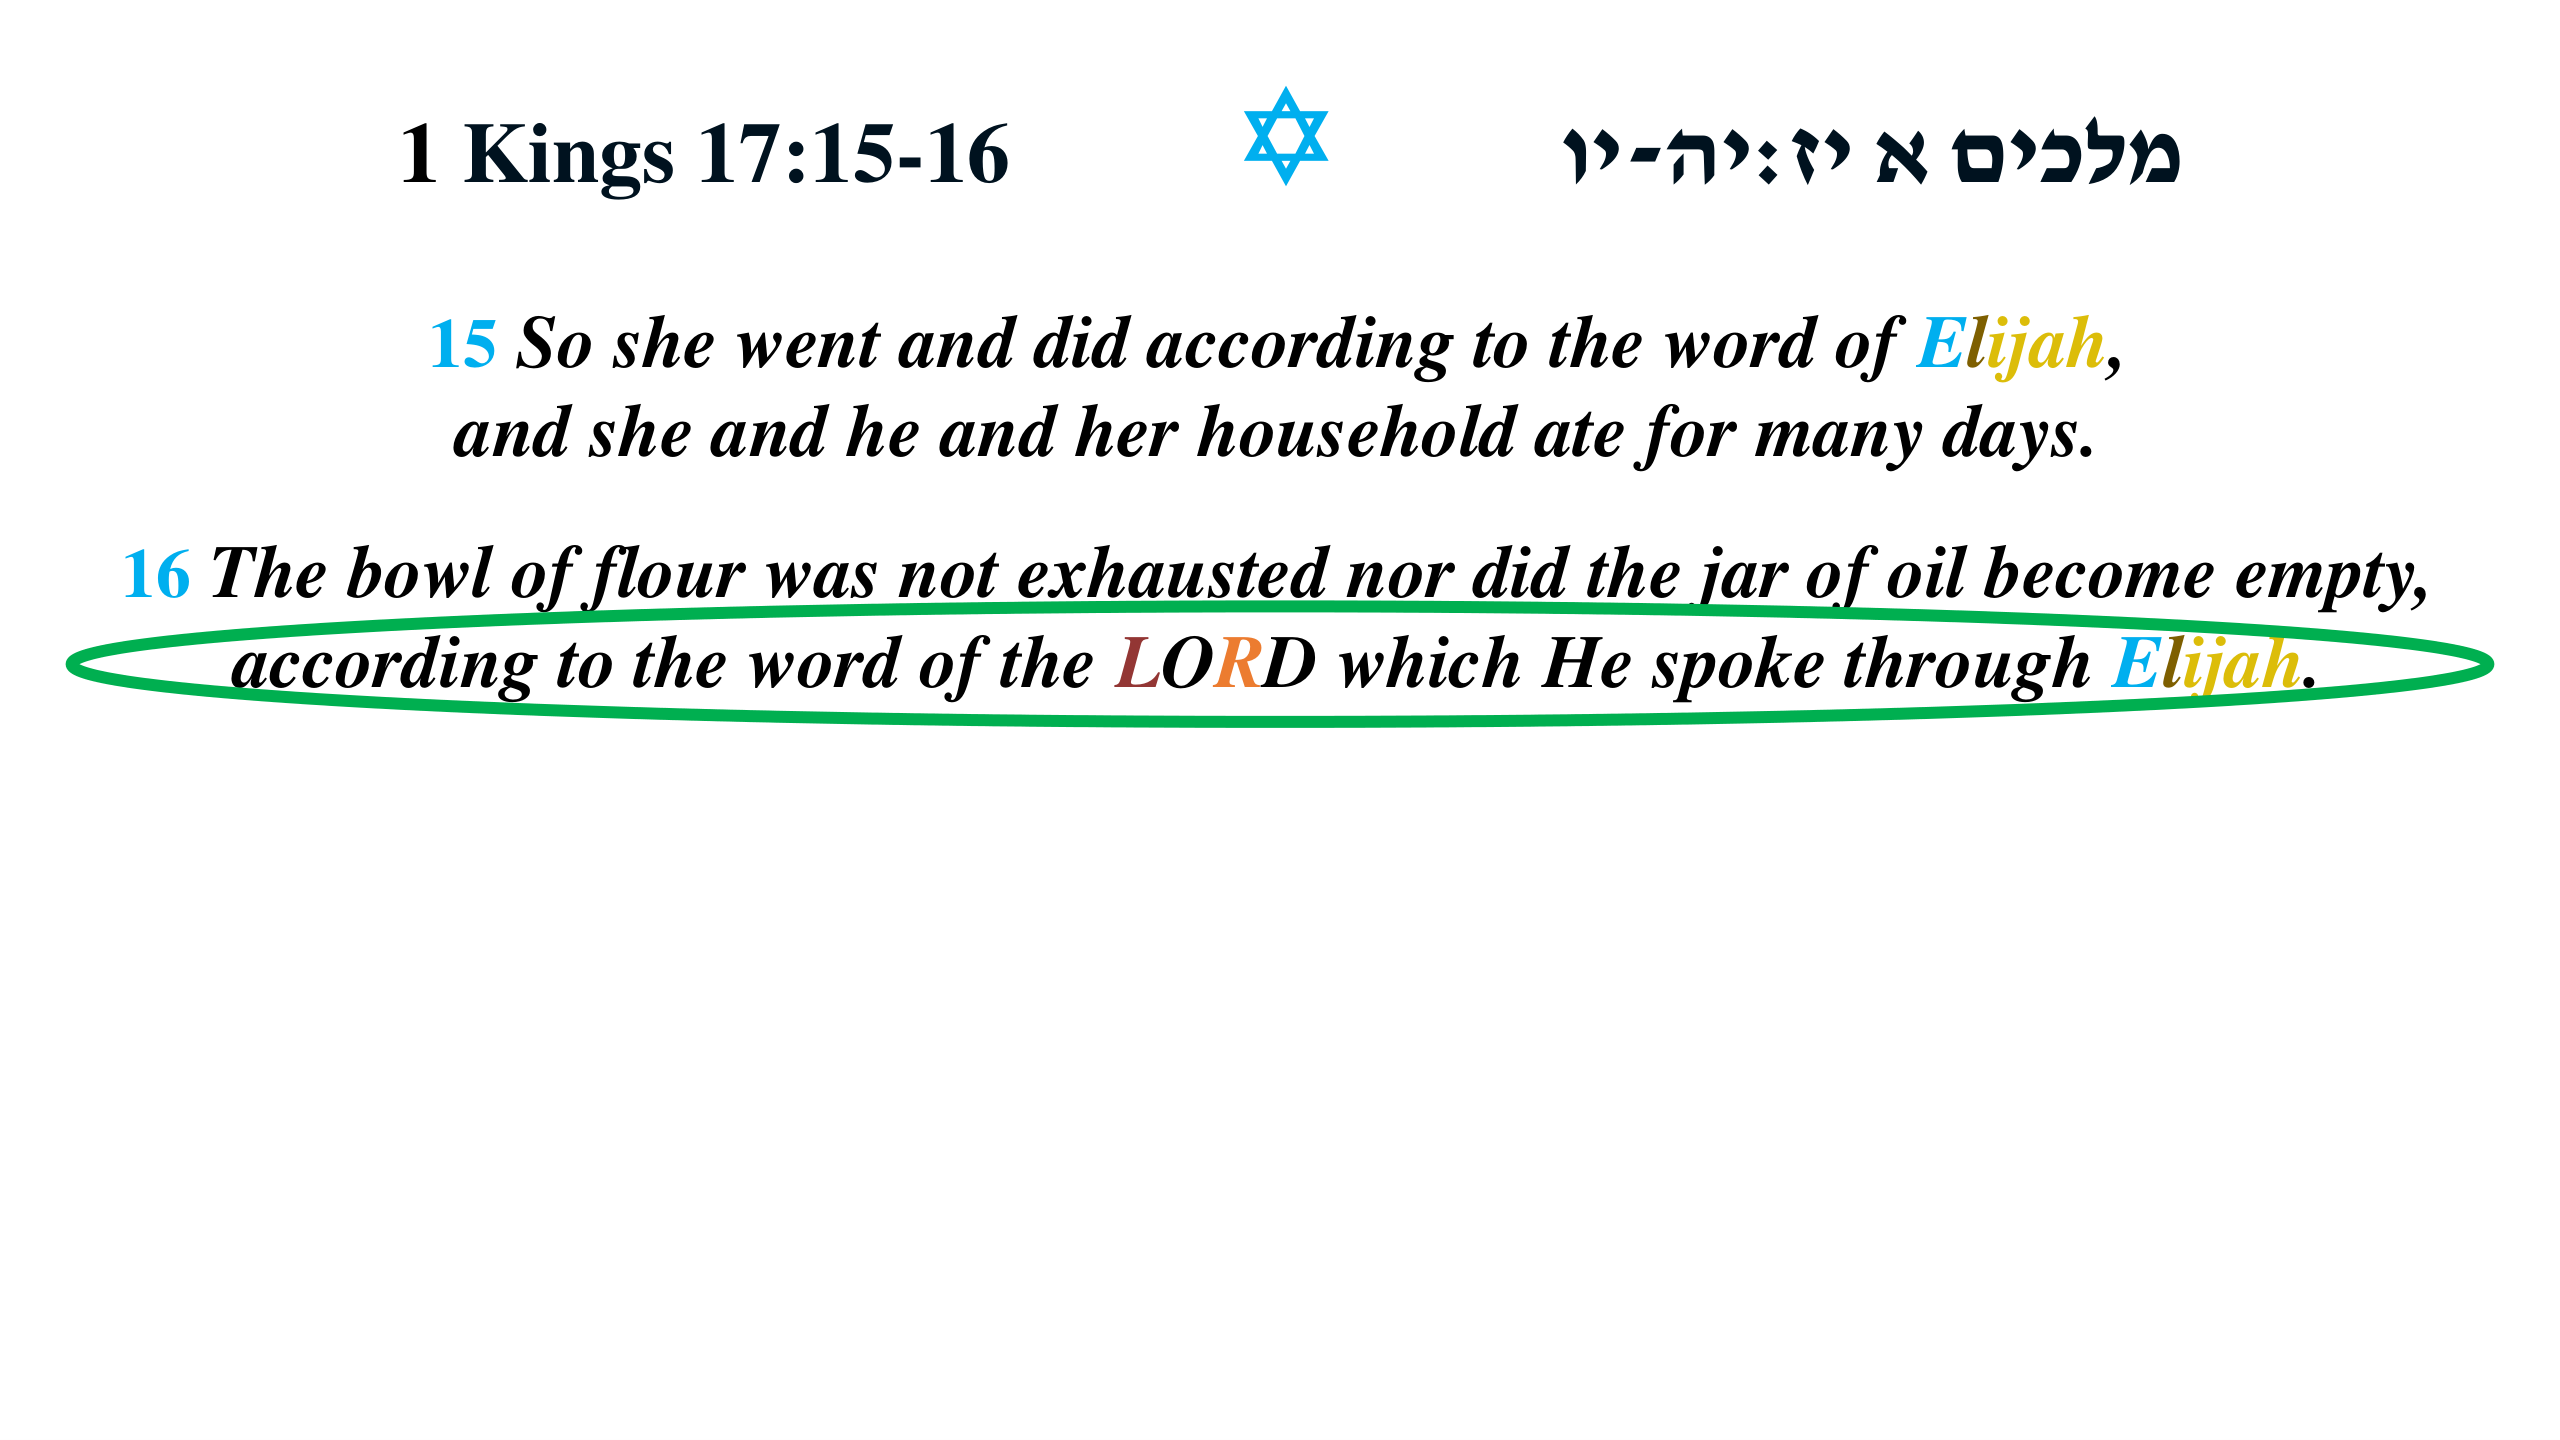 1 Kings 17:15-16 ✡ מלכים א יז:יה-יו
15 So she went and did according to the word of Elijah,
and she and he and her household ate for many days.
16 The bowl of flour was not exhausted nor did the jar of oil become empty,
according to the word of the LORD which He spoke through Elijah.